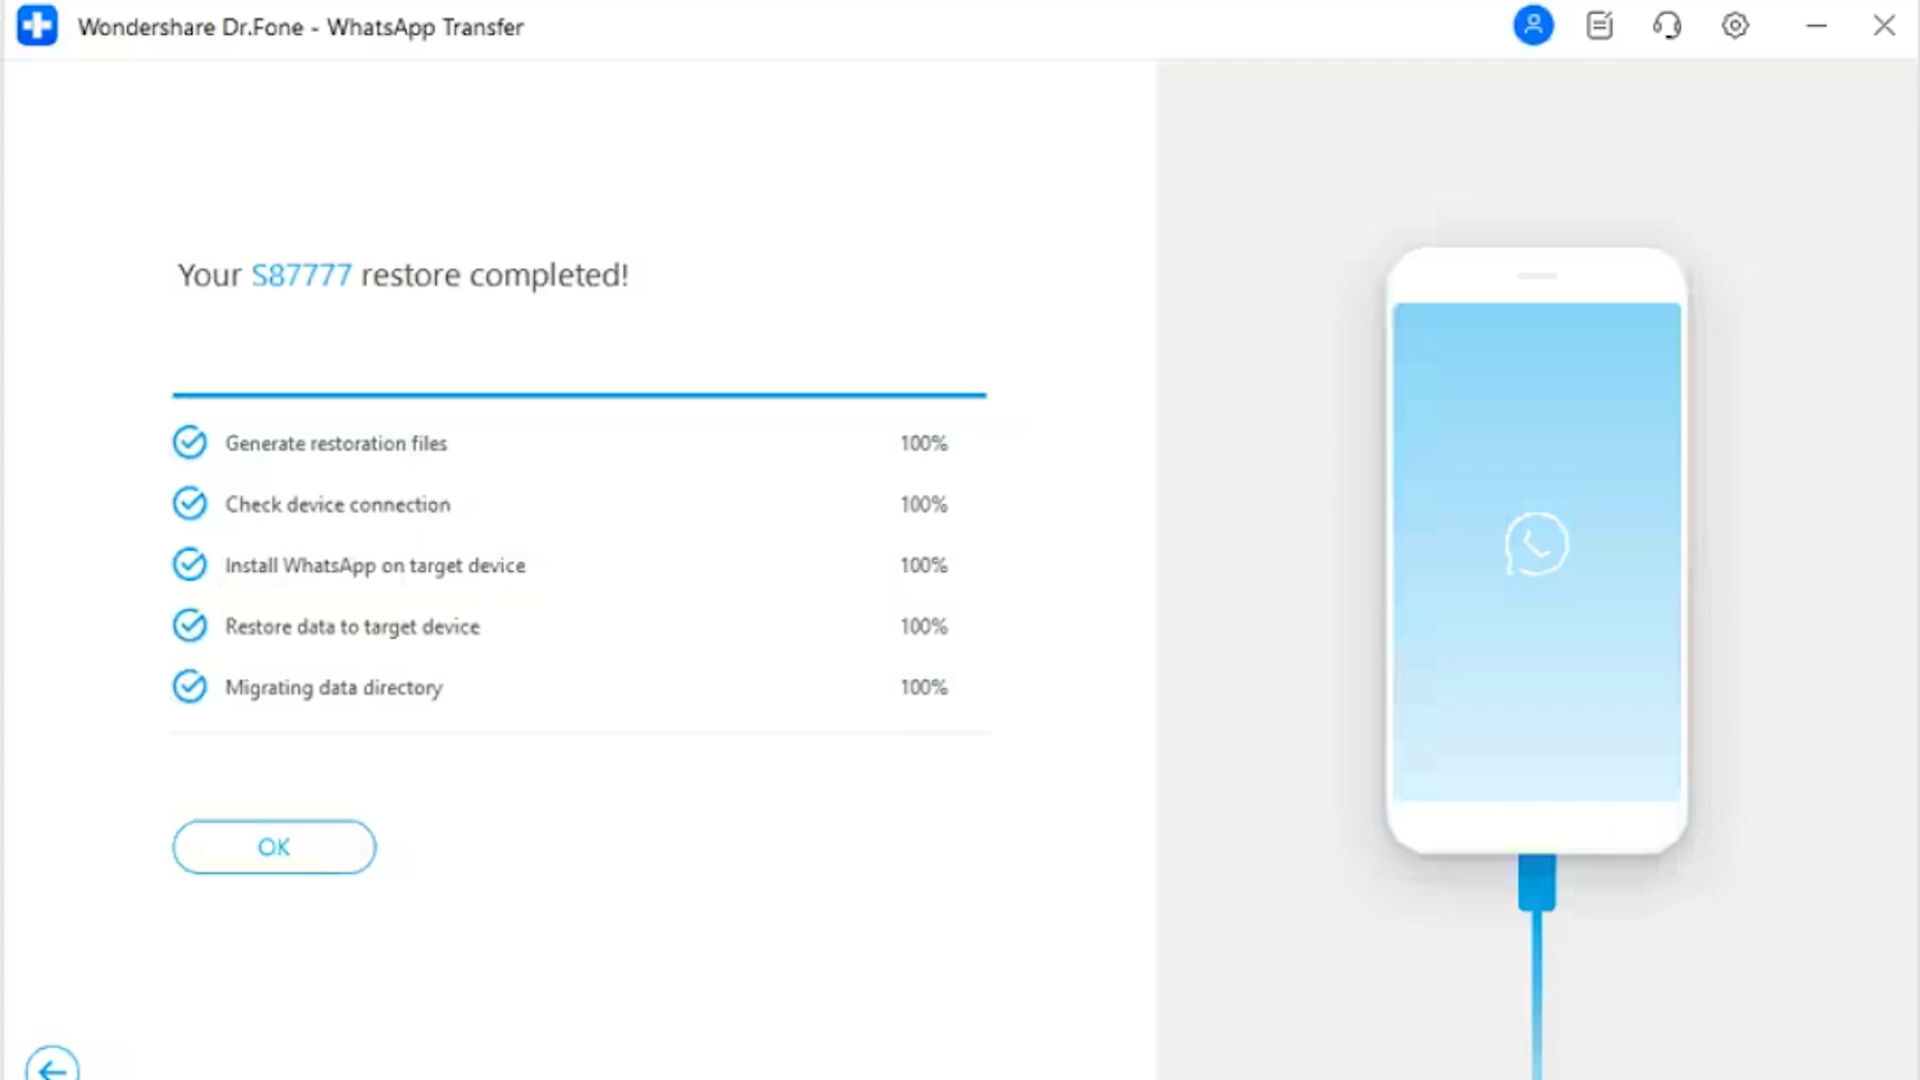 Wondershare Dr.Fone - WhatsApp Transfer
Your S87777 restore completed!
Generate restoration files 100%
Check device connection 100%
Install WhatsApp on target device 100%
Restore data to target device 100%
Migrating data directory 100%
OK